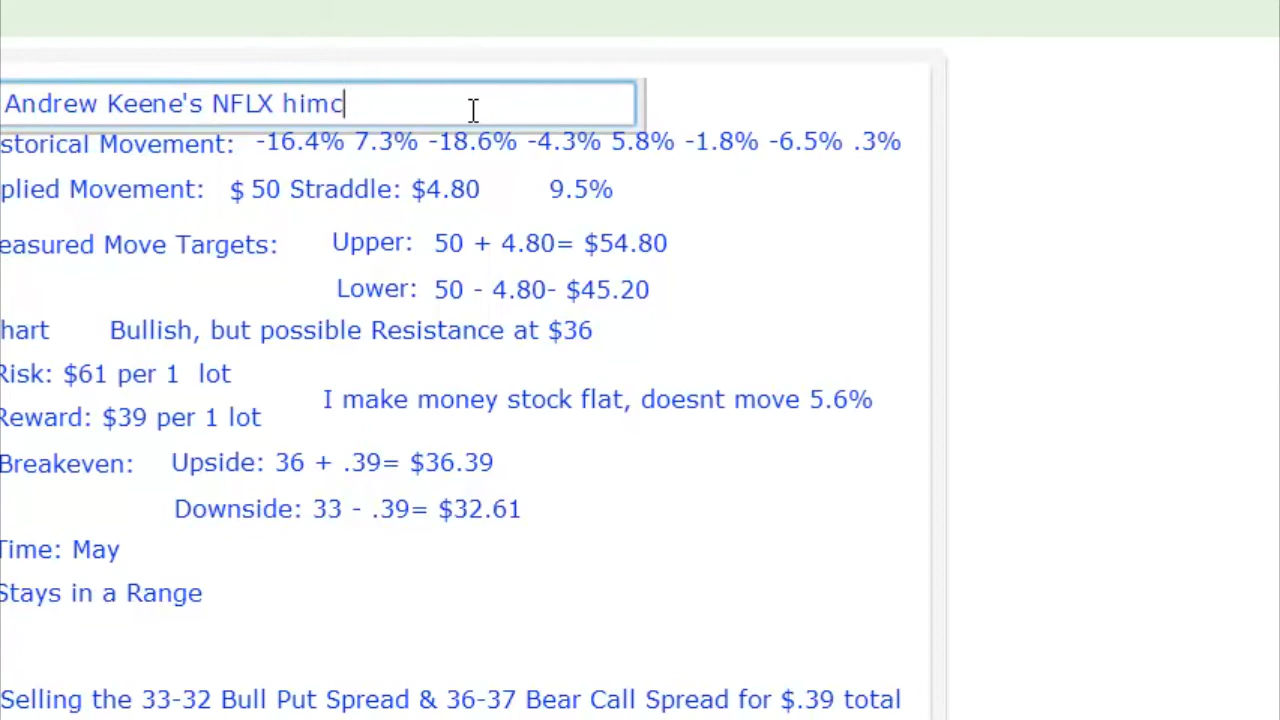 Andrew Keene's NFLX himc
storical Movement: -16.4% 7.3% -18.6% -4.3% 5.8% -1.8% -6.5% .3%
plied Movement: $ 50 Straddle: $4.80 9.5%
easured Move Targets: Upper: 50 + 4.80= $54.80
Lower: 50 - 4.80- $45.20
hart Bullish, but possible Resistance at $36
Risk: $61 per 1 lot
I make money stock flat, doesnt move 5.6%
Reward: $39 per 1 lot
Breakeven: Upside: 36 + .39= $36.39
Downside: 33 - .39= $32.61
Time: May
Stays in a Range
Selling the 33-32 Bull Put Spread & 36-37 Bear Call Spread for $.39 total